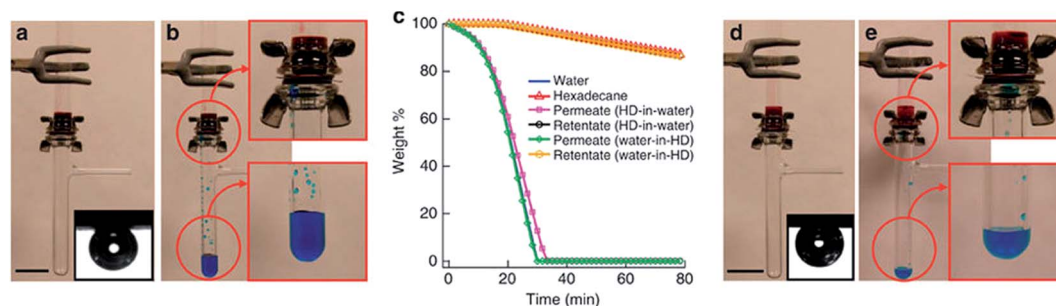 a
b
c
100
80
60
40
20
0
Weight %
Water
Hexadecane
Permeate (HD-in-water)
Retentate (HD-in-water)
Permeate (water-in-HD)
Retentate (water-in-HD)
0 20 40 60 80
Time (min)
d
e